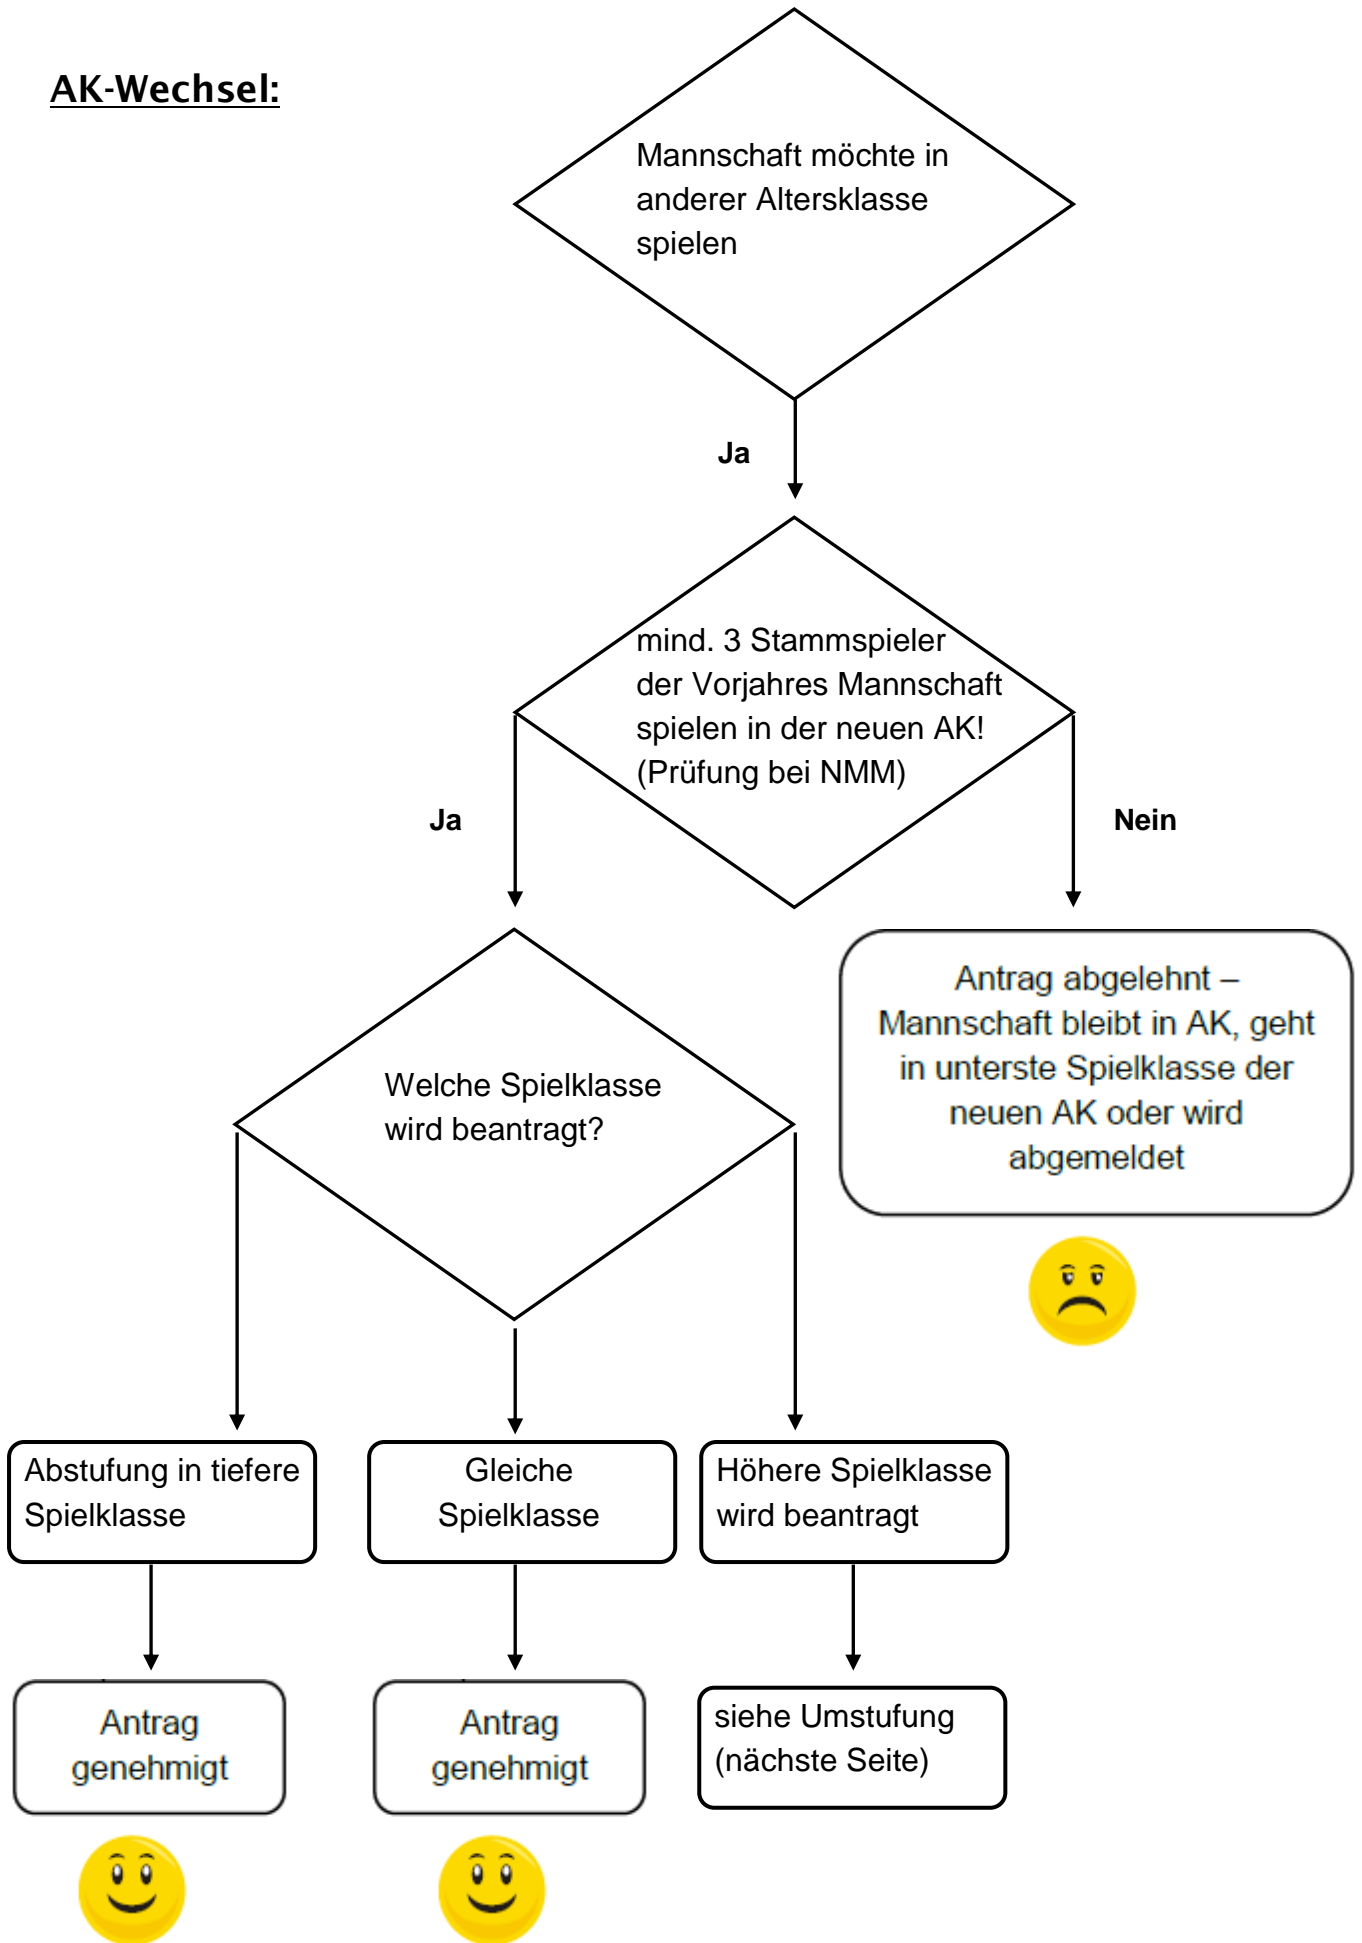 AK-Wechsel:
Mannschaft möchte in
anderer Altersklasse
spielen
Ja
mind. 3 Stammspieler
der Vorjahres Mannschaft
spielen in der neuen AK!
(Prüfung bei NMM)
Ja
Nein
Antrag abgelehnt –
Mannschaft bleibt in AK, geht
in unterste Spielklasse der
neuen AK oder wird
abgemeldet
Welche Spielklasse
wird beantragt?
Abstufung in tiefere
Spielklasse
Gleiche
Spielklasse
Höhere Spielklasse
wird beantragt
Antrag
genehmigt
Antrag
genehmigt
siehe Umstufung
(nächste Seite)